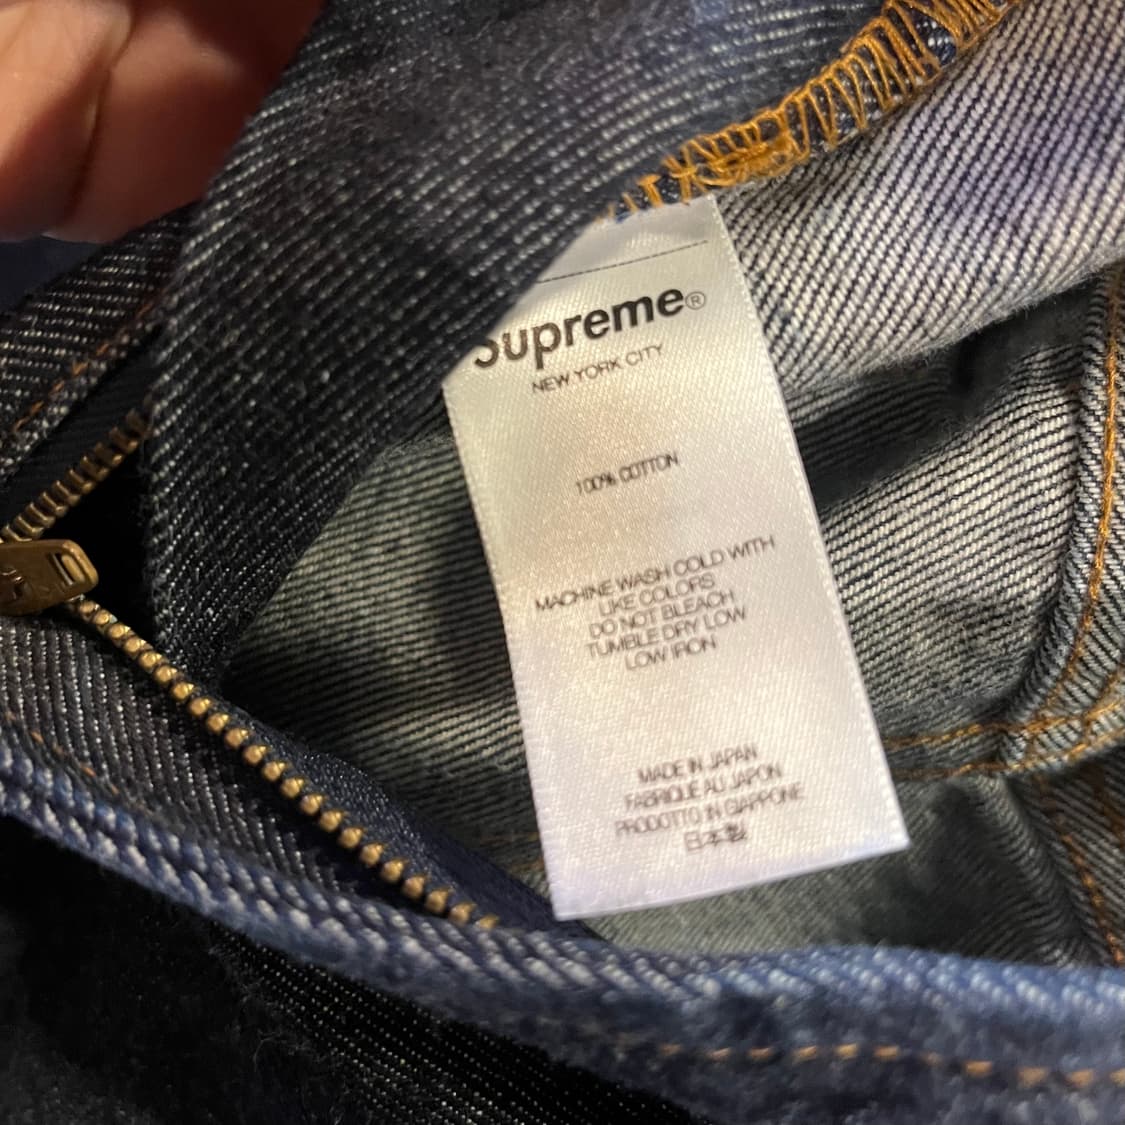 Supreme®
NEW YORK CITY
100% COTTON
MACHINE WASH COLD WITH
LIKE COLORS
DO NOT BLEACH
TUMBLE DRY LOW
LOW IRON
MADE IN JAPAN
FABRIQUE AU JAPON
PRODOTTO IN GIAPPONE
日本製